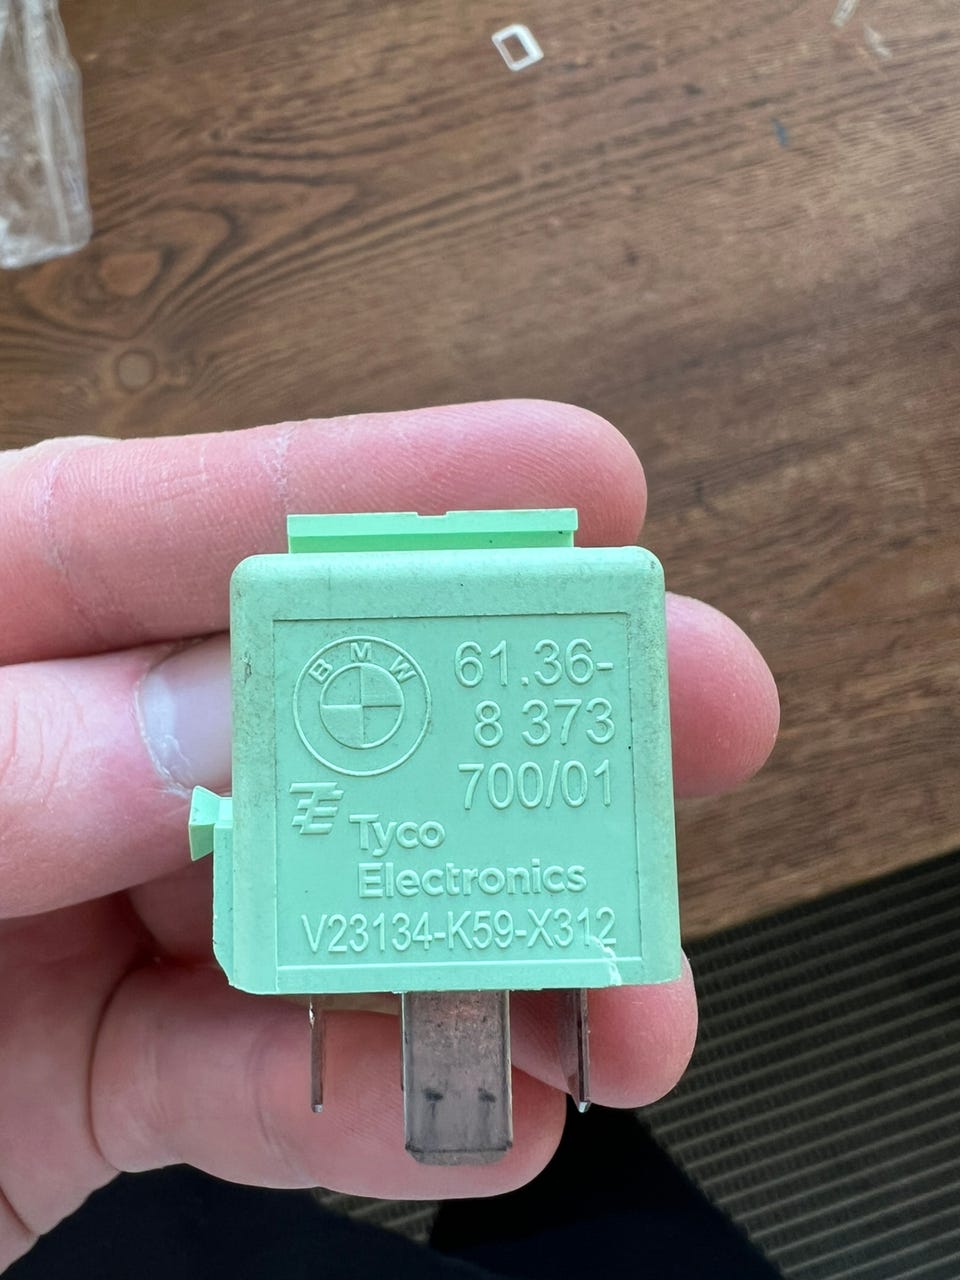 BMW
61.36-
8 373
700/01
Tyco
Electronics
V23134-K59-X312